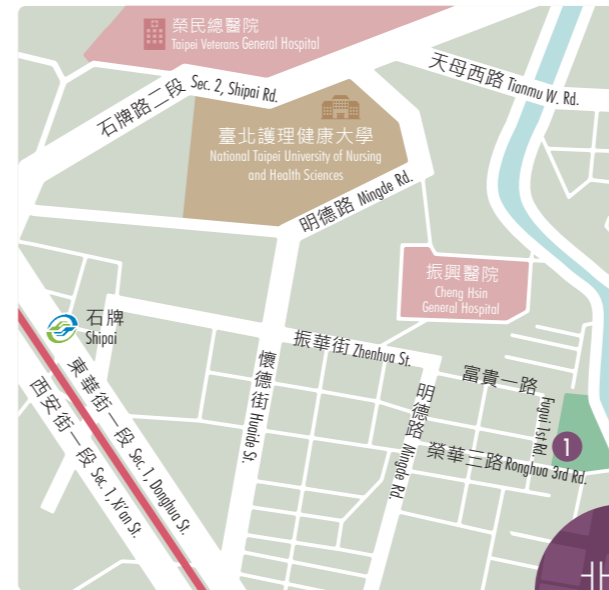 榮民總醫院
Taipei Veterans General Hospital
石牌路二段 Sec. 2, Shipai Rd.
天母西路 Tianmu W. Rd.
臺北護理健康大學
National Taipei University of Nursing
and Health Sciences
明德路 Mingde Rd.
振興醫院
Cheng Hsin
General Hospital
石牌
Shipai
振華街 Zhenhua St.
富貴一路
Fugui 1st Rd.
東華街一段 Sec. 1, Donghua St.
西安街一段 Sec. 1, Xi'an St.
懷德街 Huaide St.
明德路 Mingde Rd.
榮華三路 Ronghua 3rd Rd.
1